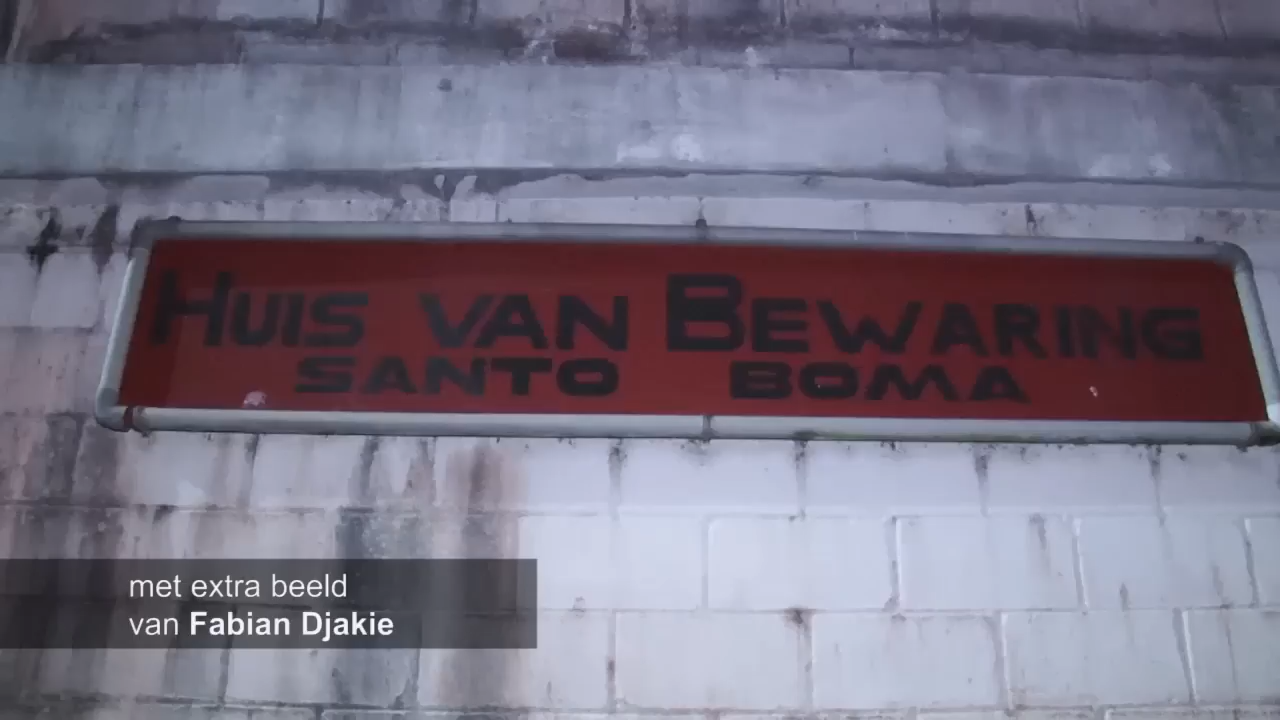 HUIS VAN BEWARING
SANTO BOMA
met extra beeld
van Fabian Djakie